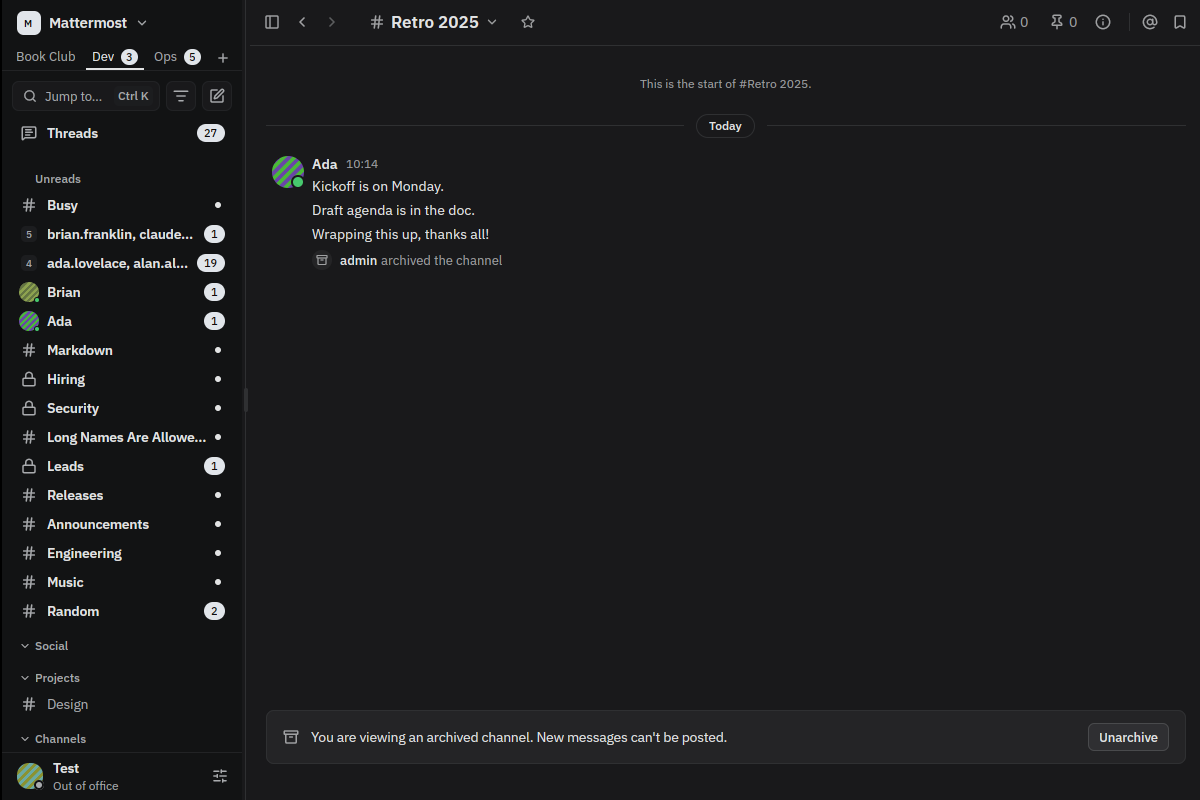 M Mattermost
Book Club Dev 3 Ops 5
Jump to... Ctrl K
Threads 27
Unreads
Busy
5 brian.franklin, claude... 1
4 ada.lovelace, alan.al... 19
Brian 1
Ada 1
Markdown
Hiring
Security
Long Names Are Allowe...
Leads 1
Releases
Announcements
Engineering
Music
Random 2
Social
Projects
Design
Channels
Test
Out of office
# Retro 2025
0 0
This is the start of #Retro 2025.
Today
Ada 10:14
Kickoff is on Monday.
Draft agenda is in the doc.
Wrapping this up, thanks all!
admin archived the channel
You are viewing an archived channel. New messages can't be posted. Unarchive